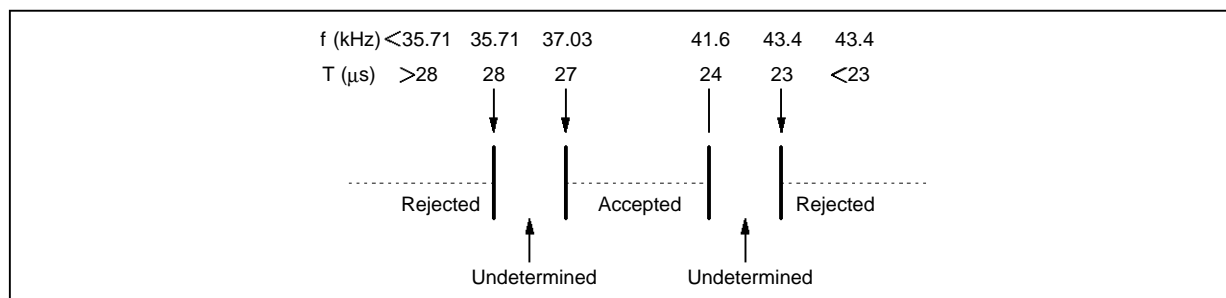 f (kHz) <35.71 35.71 37.03 41.6 43.4 43.4
T (μs) >28 28 27 24 23 <23
Rejected Accepted Rejected
Undetermined Undetermined